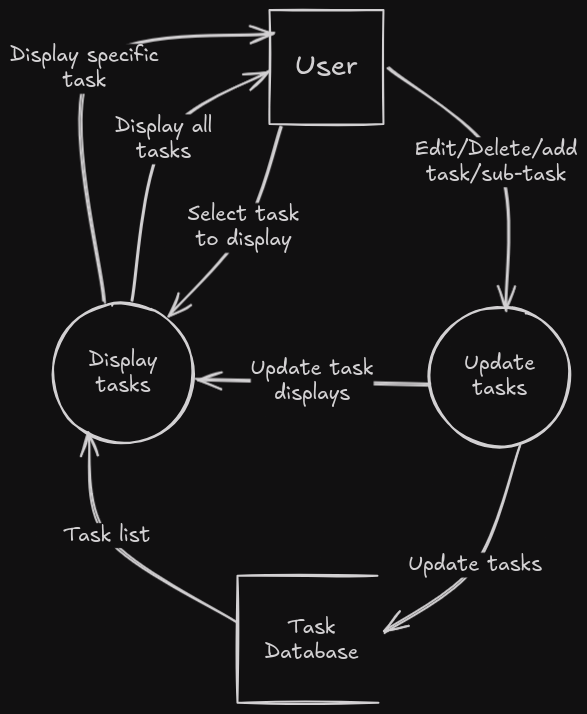 User
Display specific
task
Display all
tasks
Edit/Delete/add
task/sub-task
Select task
to display
Display
tasks
Update task
displays
Update
tasks
Task list
Update tasks
Task
Database